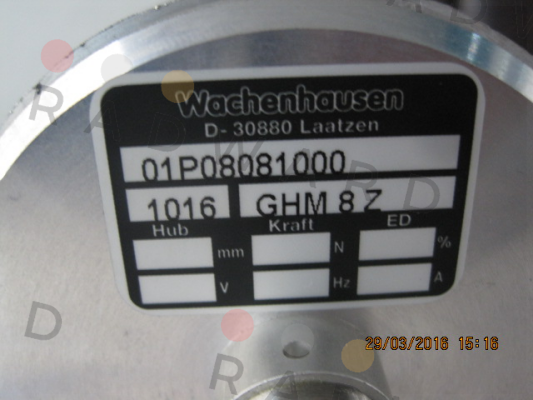 Wachenhausen
D- 30880 Laatzen
01P08081000
1016 GHM 8 Z
Hub Kraft ED
mm N %
V Hz A
29/03/2016 15:16